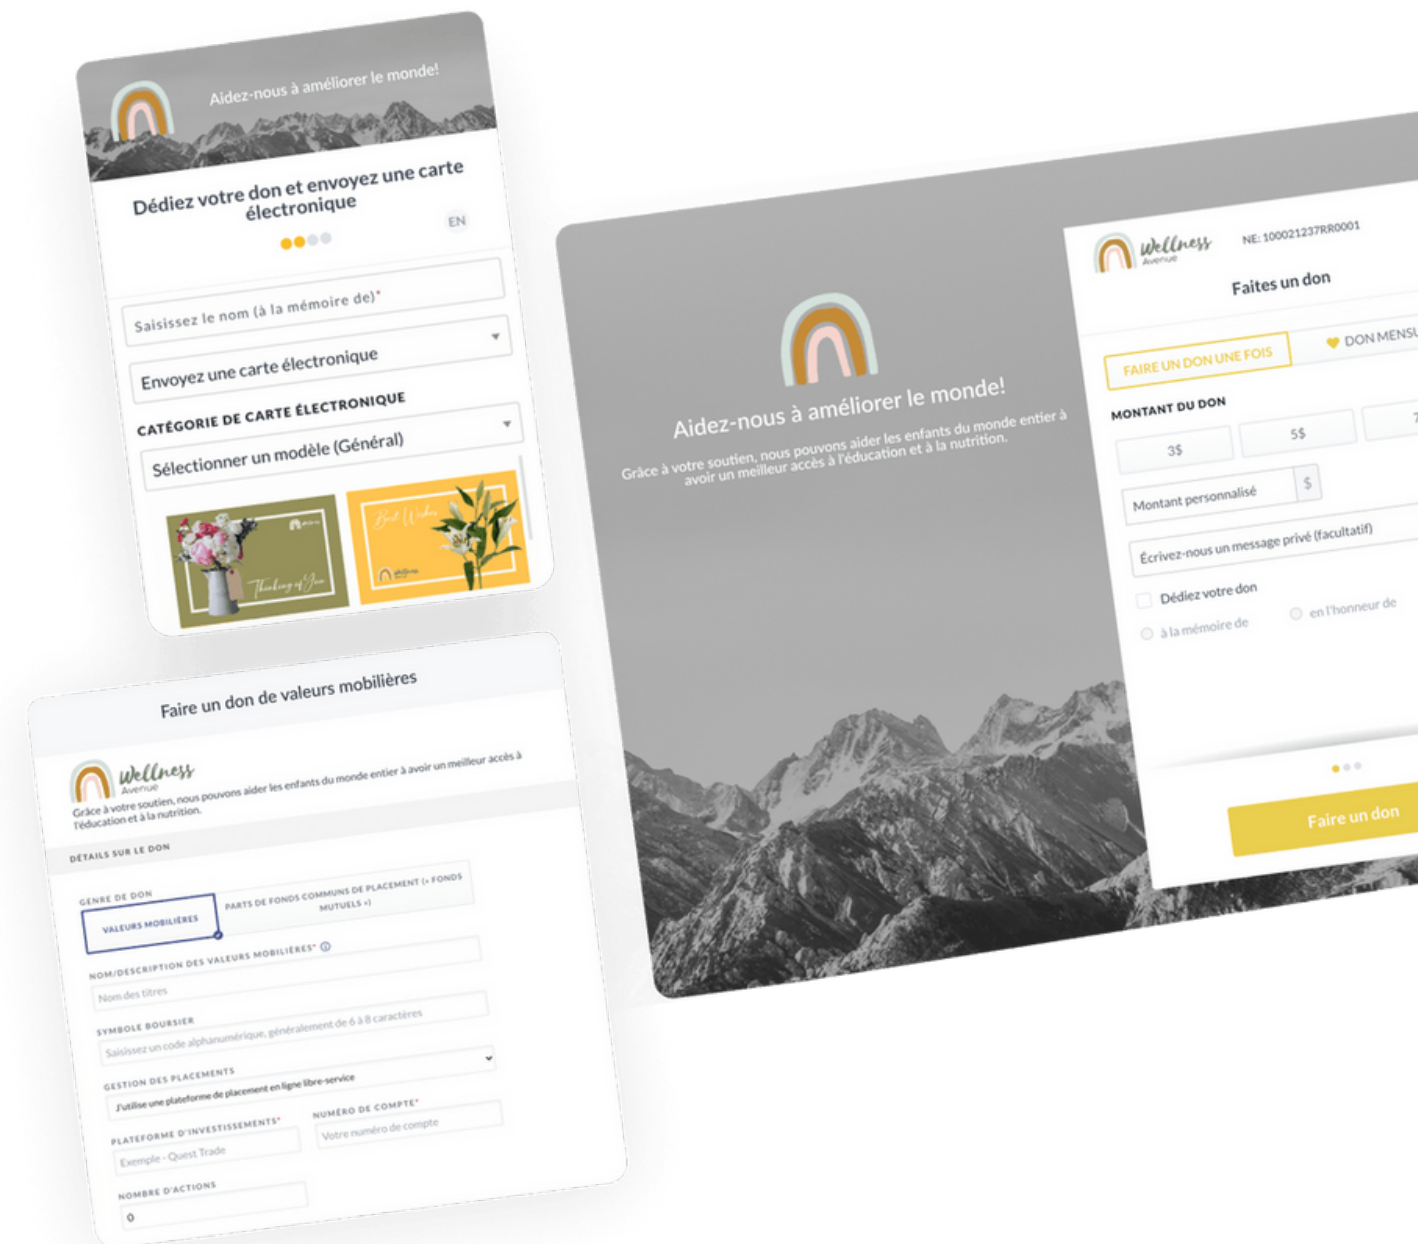 Aidez-nous à améliorer le monde!
Dédiez votre don et envoyez une carte
électronique
EN
Saisissez le nom (à la mémoire de)*
Envoyez une carte électronique
CATÉGORIE DE CARTE ÉLECTRONIQUE
Sélectionner un modèle (Général)
Thinking of You
Best Wishes
Wellness
Faire un don de valeurs mobilières
Wellness
Avenue
Grâce à votre soutien, nous pouvons aider les enfants du monde entier à avoir un meilleur accès à
l'éducation et à la nutrition.
DÉTAILS SUR LE DON
GENRE DE DON
VALEURS MOBILIÈRES
PARTS DE FONDS COMMUNS DE PLACEMENT (« FONDS
MUTUELS »)
NOM/DESCRIPTION DES VALEURS MOBILIÈRES*
Nom des titres
SYMBOLE BOURSIER
Saisissez un code alphanumérique, généralement de 6 à 8 caractères
GESTION DES PLACEMENTS
J'utilise une plateforme de placement en ligne libre-service
PLATEFORME D'INVESTISSEMENTS*
NUMÉRO DE COMPTE*
Exemple - Quest Trade
Votre numéro de compte
NOMBRE D'ACTIONS
0
Aidez-nous à améliorer le monde!
Grâce à votre soutien, nous pouvons aider les enfants du monde entier à
avoir un meilleur accès à l'éducation et à la nutrition.
Wellness
Avenue
NE: 100021237RR0001
Faites un don
FAIRE UN DON UNE FOIS
DON MENSU
MONTANT DU DON
3$
5$
7
Montant personnalisé
$
Écrivez-nous un message privé (facultatif)
Dédiez votre don
à la mémoire de
en l'honneur de
Faire un don